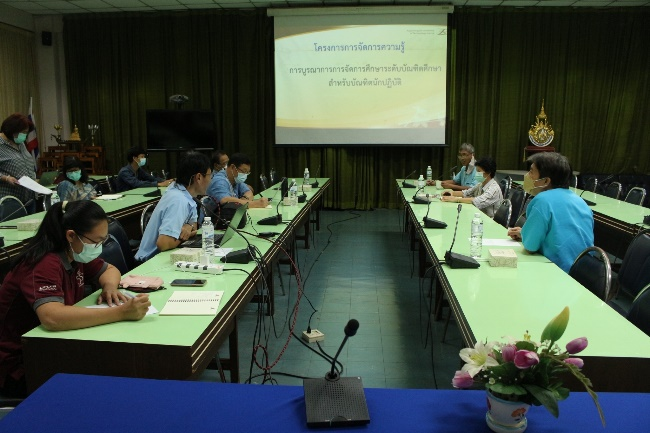 โครงการการจัดการความรู้
การบูรณาการการจัดการศึกษาระดับบัณฑิตศึกษา
สำหรับบัณฑิตนักปฏิบัติ